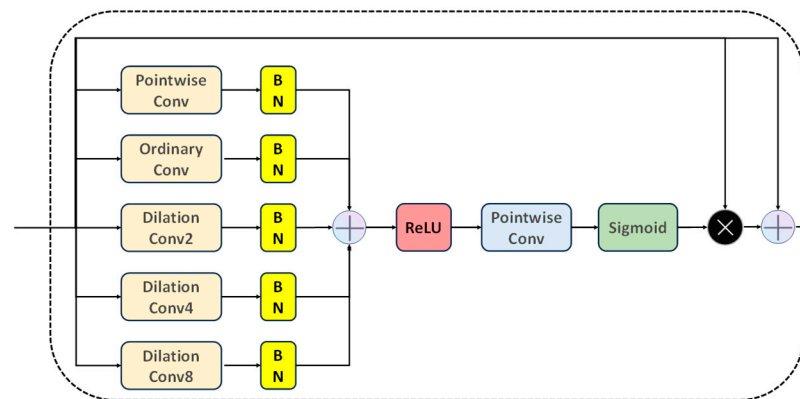 Pointwise
Conv
B
N
Ordinary
Conv
B
N
Dilation
Conv2
B
N
ReLU
Pointwise
Conv
Sigmoid
Dilation
Conv4
B
N
Dilation
Conv8
B
N